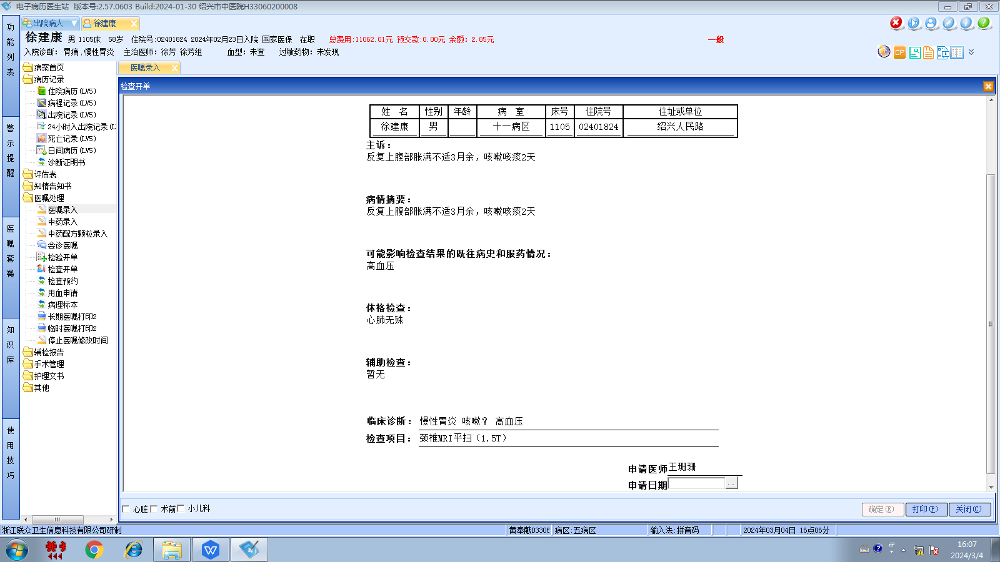 电子病历医生站 版本号:2.57.0603 Build:2024-01-30 绍兴市中医院H33060200008
出院病人 徐建康
徐建康 男 1105床 58岁 住院号:02401824 2024年02月23日入院 国家医保 在职 总费用:11062.01元 预交款:0.00元 余额: 2.85元 一般
入院诊断: 胃痛,慢性胃炎 主治医师: 徐芳 徐芳组 血型: 未查 过敏药物: 未发现
CP
功能列表
警示提醒
医嘱套餐
知识库
使用技巧
病案首页
病历记录
住院病历(LV5)
病程记录(LV5)
出院记录(LV5)
24小时入出院记录(L
死亡记录(LV5)
日间病历(LV5)
诊断证明书
评估表
知情告知书
医嘱处理
医嘱录入
中药录入
中药配方颗粒录入
会诊医嘱
检验开单
检查开单
检查预约
用血申请
病理标本
长期医嘱打印2
临时医嘱打印2
停止医嘱修改时间
辅检报告
手术管理
护理文书
其他
医嘱录入
检查开单
姓 名 性别 年龄 病 室 床号 住院号 住址或单位
徐建康 男 十一病区 1105 02401824 绍兴人民路
主诉:
反复上腹部胀满不适3月余，咳嗽咳痰2天
病情摘要:
反复上腹部胀满不适3月余，咳嗽咳痰2天
可能影响检查结果的既往病史和服药情况:
高血压
体格检查:
心肺无殊
辅助检查:
暂无
临床诊断: 慢性胃炎 咳嗽? 高血压
检查项目: 颈椎MRI平扫（1.5T）
申请医师 王珊珊
申请日期 ..
心脏 术前 小儿科
确定(E) 打印(P) 关闭(C)
浙江联众卫生信息科技有限公司研制 黄奉献D330E 病区:五病区 输入法:拼音码 2024年03月04日 16点06分
16:07
2024/3/4